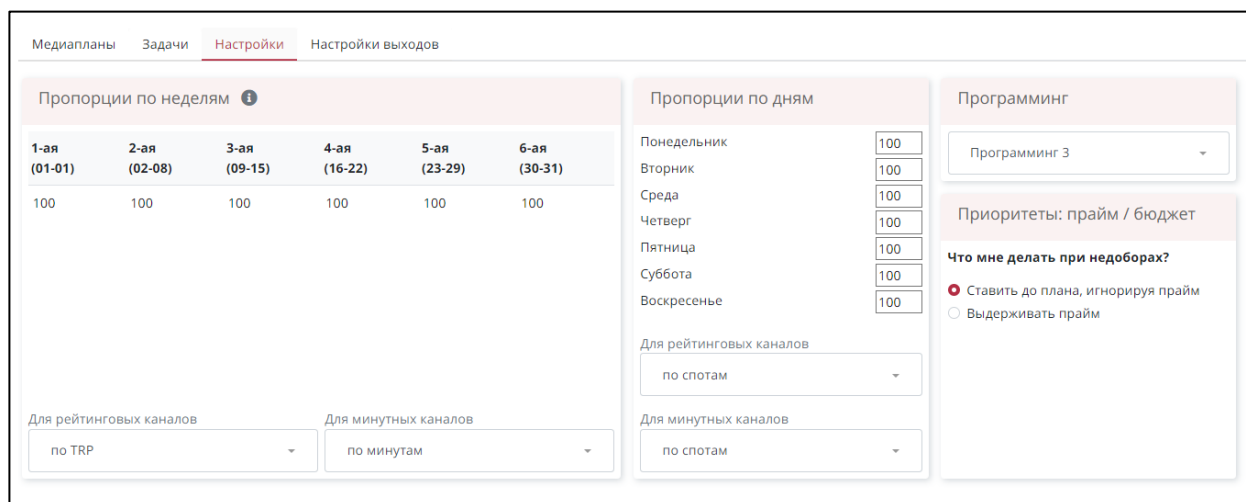 Медиапланы Задачи Настройки Настройки выходов
Пропорции по неделям
1-ая 2-ая 3-ая 4-ая 5-ая 6-ая
(01-01) (02-08) (09-15) (16-22) (23-29) (30-31)
100 100 100 100 100 100
Для рейтинговых каналов Для минутных каналов
по TRP по минутам
Пропорции по дням
Понедельник 100
Вторник 100
Среда 100
Четверг 100
Пятница 100
Суббота 100
Воскресенье 100
Для рейтинговых каналов
по спотам
Для минутных каналов
по спотам
Программинг
Программинг 3
Приоритеты: прайм / бюджет
Что мне делать при недоборах?
Ставить до плана, игнорируя прайм
Выдерживать прайм